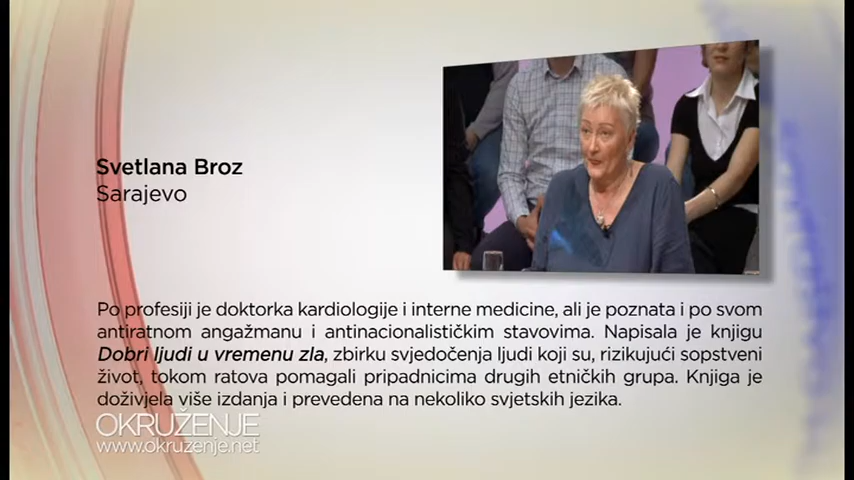 Svetlana Broz
Sarajevo
Po profesiji je doktorka kardiologije i interne medicine, ali je poznata i po svom
antiratnom angažmanu i antinacionalističkim stavovima. Napisala je knjigu
Dobri ljudi u vremenu zla, zbirku svjedočenja ljudi koji su, rizikujući sopstveni
život, tokom ratova pomagali pripadnicima drugih etničkih grupa. Knjiga je
doživjela više izdanja i prevedena na nekoliko svjetskih jezika.
OKRUŽENJE
www.okruzenje.net